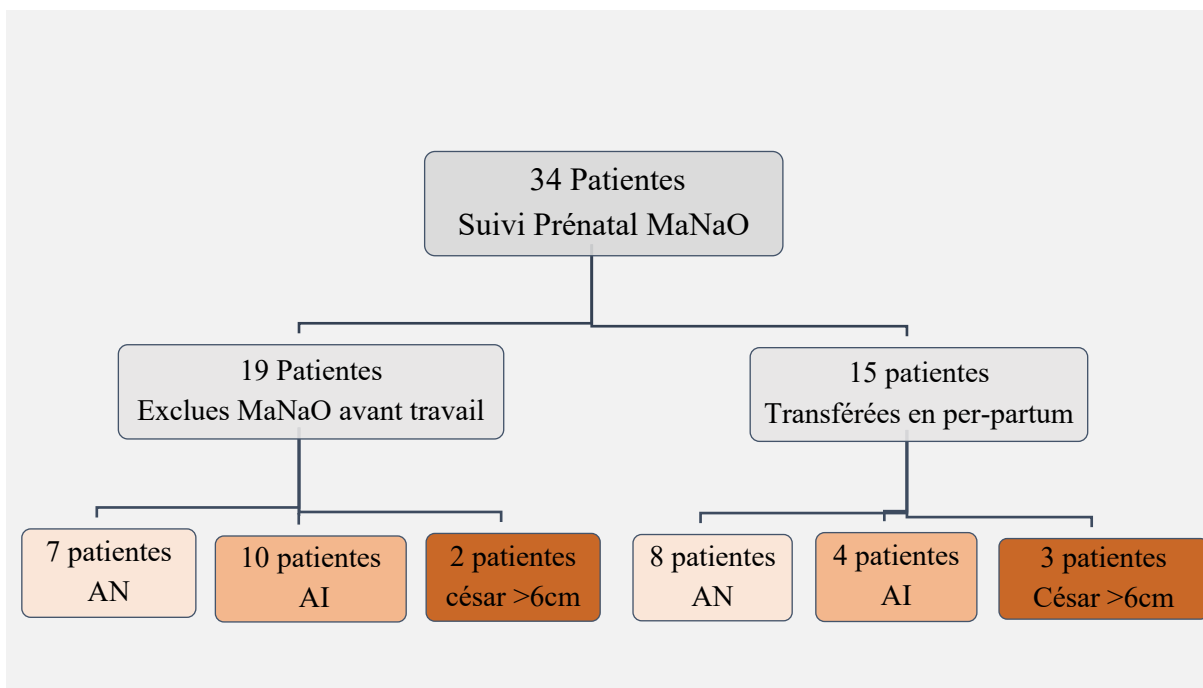 34 Patientes
Suivi Prénatal MaNaO
19 Patientes
Exclues MaNaO avant travail
15 patientes
Transférées en per-partum
7 patientes
AN
10 patientes
AI
2 patientes
césar >6cm
8 patientes
AN
4 patientes
AI
3 patientes
César >6cm